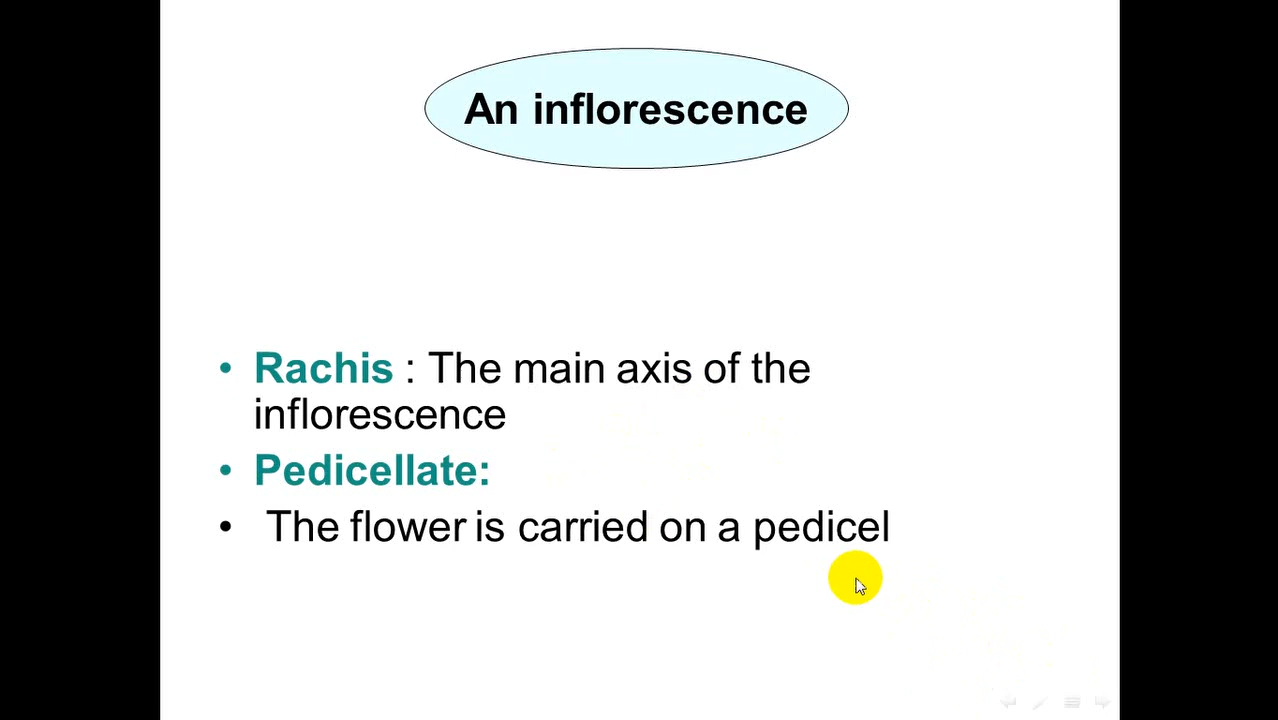 An inflorescence
• Rachis : The main axis of the
inflorescence
• Pedicellate:
• The flower is carried on a pedicel